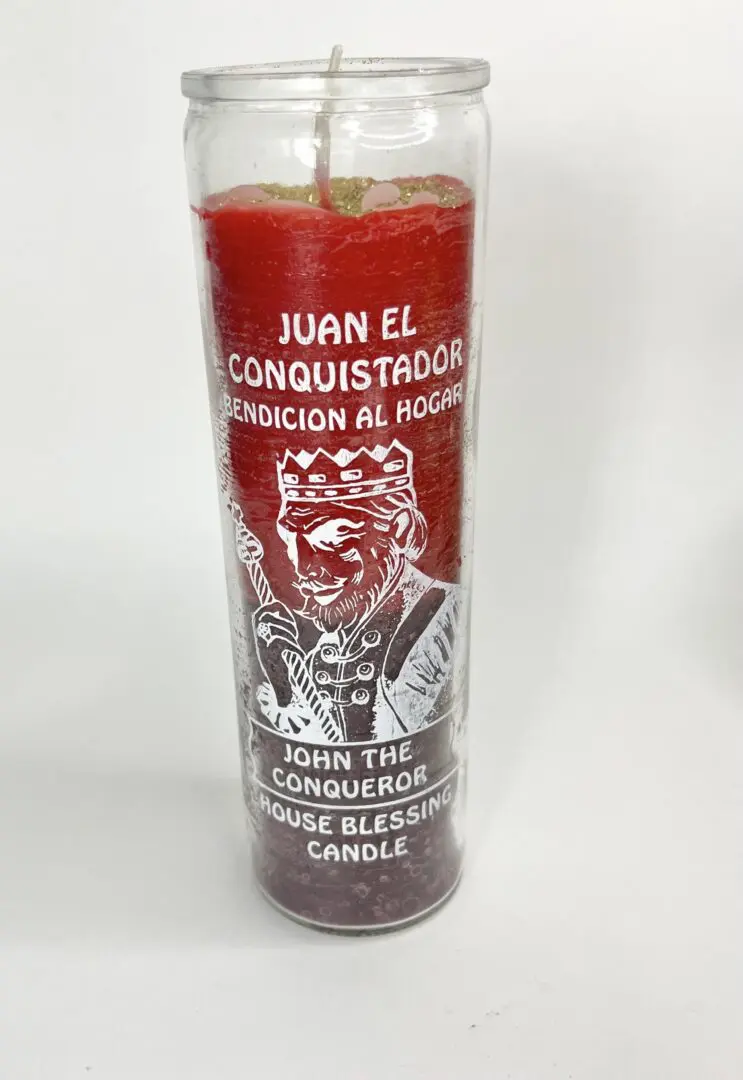 JUAN EL
CONQUISTADOR
BENDICION AL HOGAR
JOHN THE
CONQUEROR
HOUSE BLESSING
CANDLE